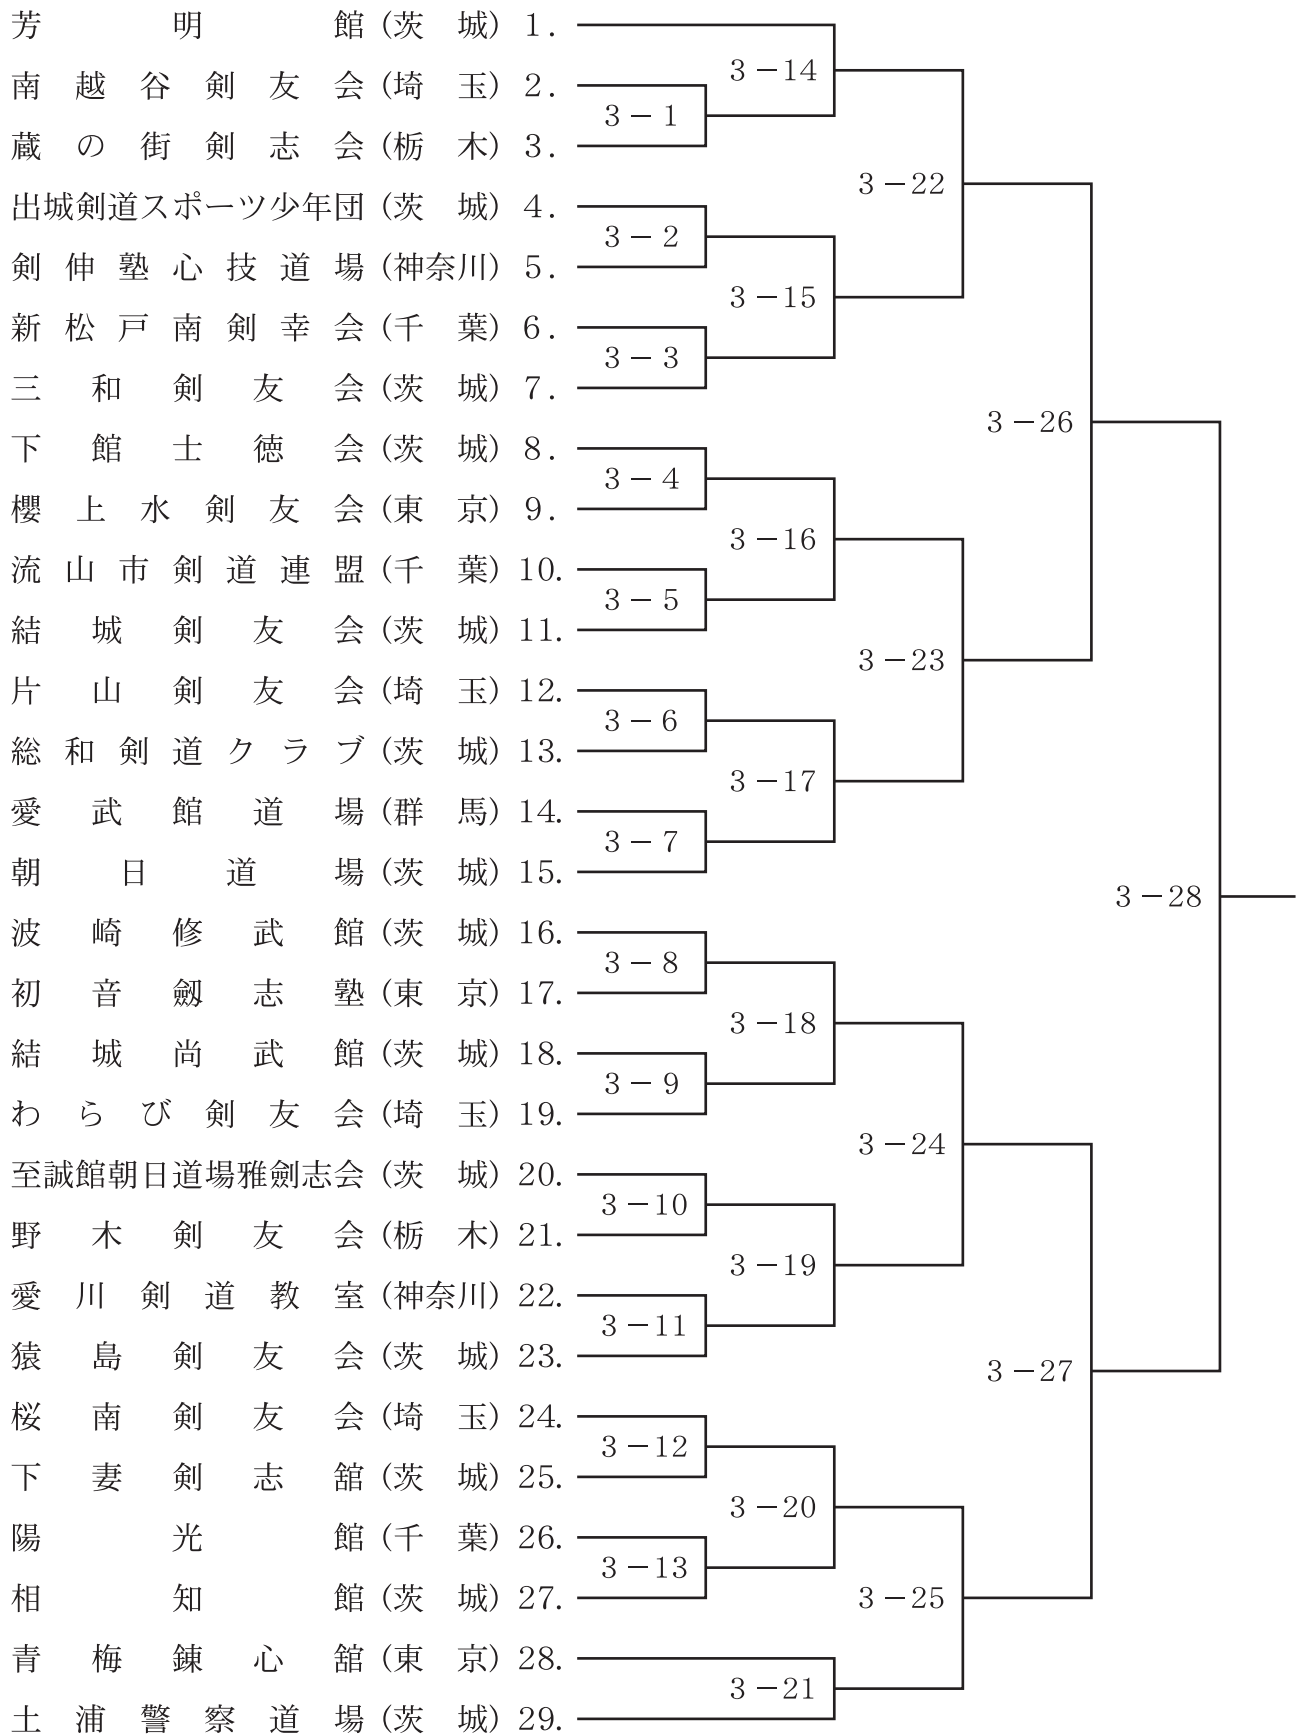 芳明館(茨城) 1.
3-14
南越谷剣友会(埼玉) 2.
3-1
蔵の街剣志会(栃木) 3.
3-22
出城剣道スポーツ少年団(茨城) 4.
3-2
剣伸塾心技道場(神奈川) 5.
3-15
新松戸南剣幸会(千葉) 6.
3-3
三和剣友会(茨城) 7.
3-26
下館士徳会(茨城) 8.
3-4
櫻上水剣友会(東京) 9.
3-16
流山市剣道連盟(千葉) 10.
3-5
結城剣友会(茨城) 11.
3-23
片山剣友会(埼玉) 12.
3-6
総和剣道クラブ(茨城) 13.
3-17
愛武館道場(群馬) 14.
3-7
朝日道場(茨城) 15.
3-28
波崎修武館(茨城) 16.
3-8
初音劔志塾(東京) 17.
3-18
結城尚武館(茨城) 18.
3-9
わらび剣友会(埼玉) 19.
3-24
至誠館朝日道場雅劍志会(茨城) 20.
3-10
野木剣友会(栃木) 21.
3-19
愛川剣道教室(神奈川) 22.
3-11
猿島剣友会(茨城) 23.
3-27
桜南剣友会(埼玉) 24.
3-12
下妻剣志舘(茨城) 25.
3-20
陽光館(千葉) 26.
3-13
相知館(茨城) 27.
3-25
青梅錬心舘(東京) 28.
3-21
土浦警察道場(茨城) 29.